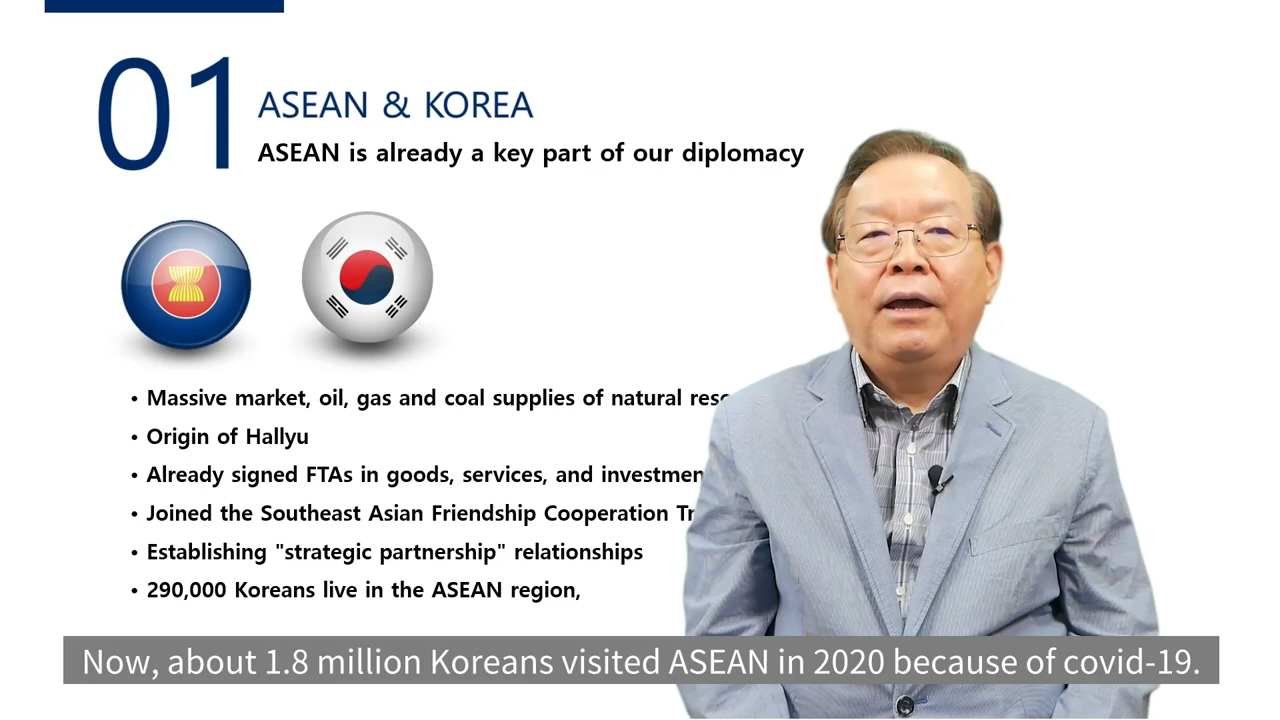 01
ASEAN & KOREA
ASEAN is already a key part of our diplomacy
• Massive market, oil, gas and coal supplies of natural
• Origin of Hallyu
• Already signed FTAs in goods, services, and
• Joined the Southeast Asian Friendship Cooperation
• Establishing "strategic partnership" relationships
• 290,000 Koreans live in the ASEAN region,
Now, about 1.8 million Koreans visited ASEAN in 2020 because of covid-19.